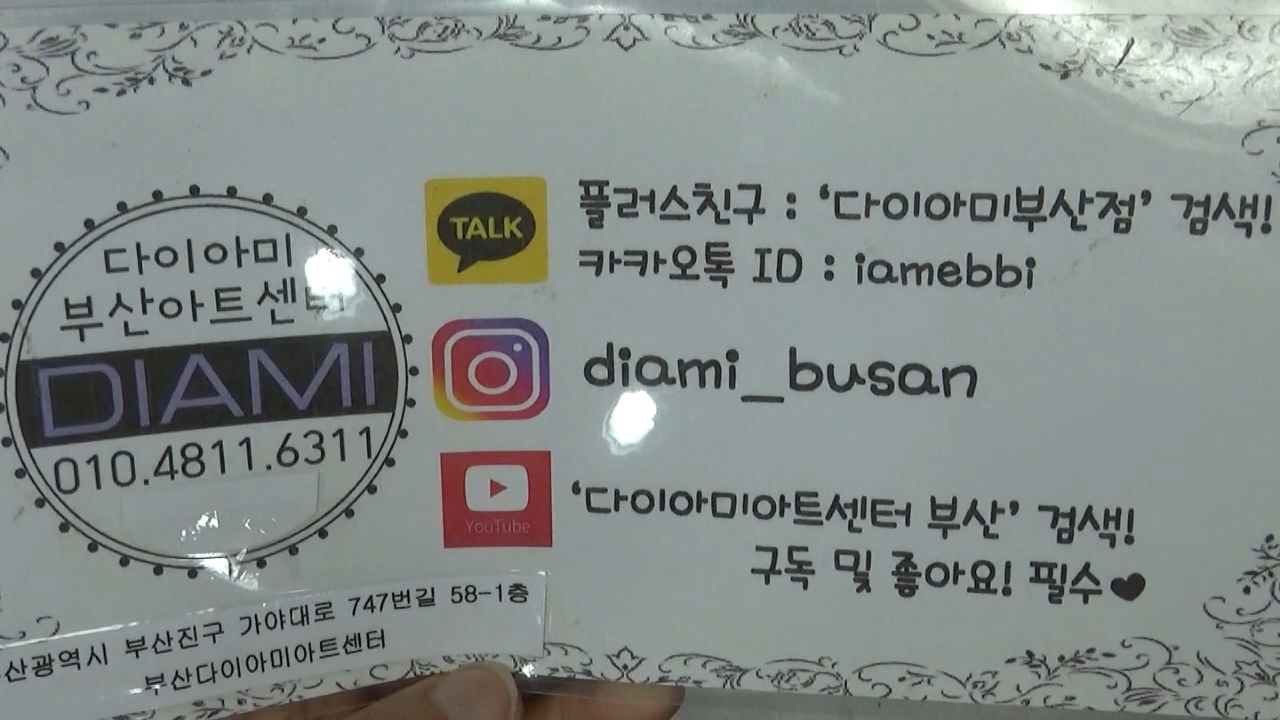 다이아미
부산아트센터
DIAMI
010.4811.6311
산광역시 부산진구 가야대로 747번길 58-1층
부산다이아미아트센터
TALK
플러스친구 : ‘다이아미부산점’ 검색!
카카오톡 ID : iamebbi
diami_busan
YouTube
‘다이아미아트센터 부산’ 검색!
구독 및 좋아요! 필수♥